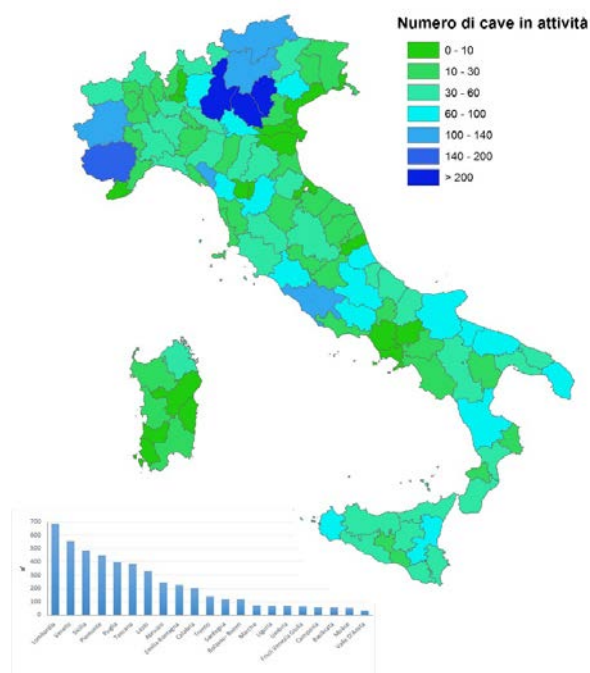 Numero di cave in attività
0 - 10
10 - 30
30 - 60
60 - 100
100 - 140
140 - 200
> 200
700
600
500
400
300
200
100
0
Lombardia
Veneto
Sicilia
Piemonte
Puglia
Toscana
Lazio
Abruzzo
Emilia-Romagna
Calabria
Trento
Sardegna
Bolzano/ Bozen
Marche
Liguria
Umbria
Friuli Venezia Giulia
Campania
Basilicata
Molise
Valle D'Aosta